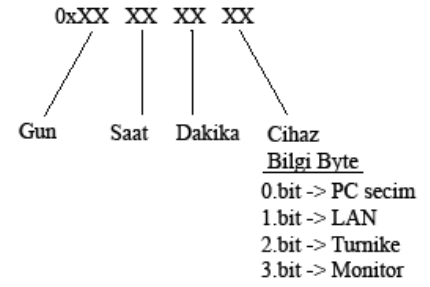 0xXX XX XX XX
Gun Saat Dakika Cihaz
Bilgi Byte
0.bit -> PC secim
1.bit -> LAN
2.bit -> Turnike
3.bit -> Monitor